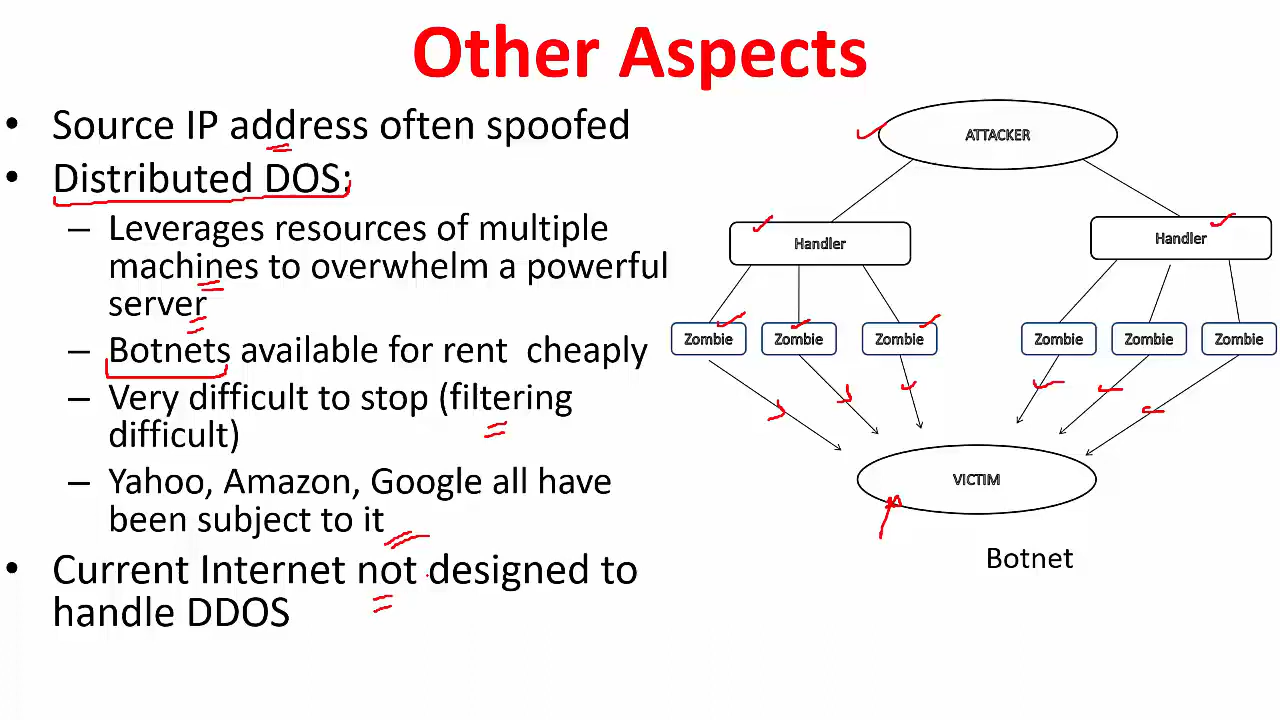 Other Aspects
• Source IP address often spoofed
• Distributed DOS:
– Leverages resources of multiple
machines to overwhelm a powerful
server
– Botnets available for rent cheaply
– Very difficult to stop (filtering
difficult)
– Yahoo, Amazon, Google all have
been subject to it
• Current Internet not designed to
handle DDOS
ATTACKER
Handler
Handler
Zombie
Zombie
Zombie
Zombie
Zombie
Zombie
VICTIM
Botnet